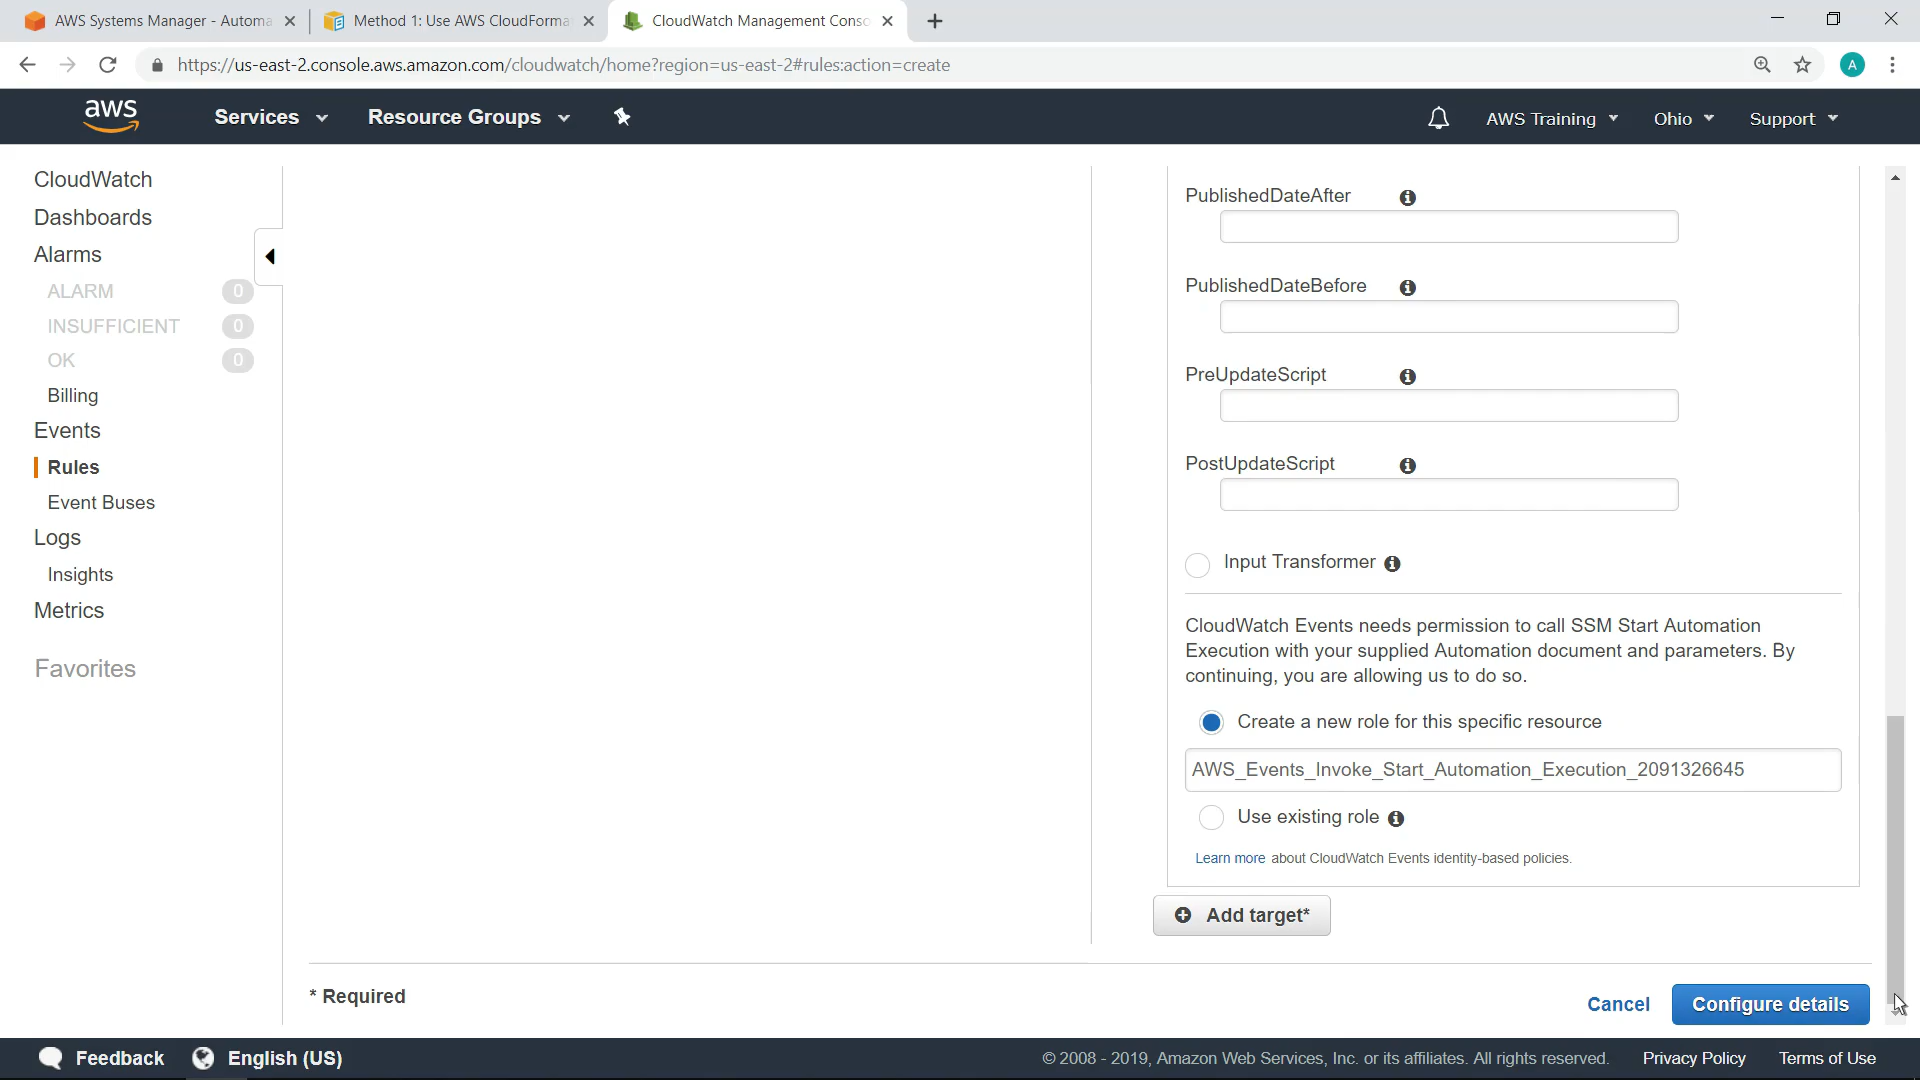 AWS Systems Manager - Automa
Method 1: Use AWS CloudForma
CloudWatch Management Conso
https://us-east-2.console.aws.amazon.com/cloudwatch/home?region=us-east-2#rules:action=create
A
aws
Services
Resource Groups
AWS Training
Ohio
Support
CloudWatch
Dashboards
Alarms
ALARM 0
INSUFFICIENT 0
OK 0
Billing
Events
Rules
Event Buses
Logs
Insights
Metrics
Favorites
PublishedDateAfter
PublishedDateBefore
PreUpdateScript
PostUpdateScript
Input Transformer
CloudWatch Events needs permission to call SSM Start Automation
Execution with your supplied Automation document and parameters. By
continuing, you are allowing us to do so.
Create a new role for this specific resource
AWS_Events_Invoke_Start_Automation_Execution_2091326645
Use existing role
Learn more about CloudWatch Events identity-based policies.
Add target*
* Required
Cancel
Configure details
Feedback
English (US)
© 2008 - 2019, Amazon Web Services, Inc. or its affiliates. All rights reserved.
Privacy Policy
Terms of Use